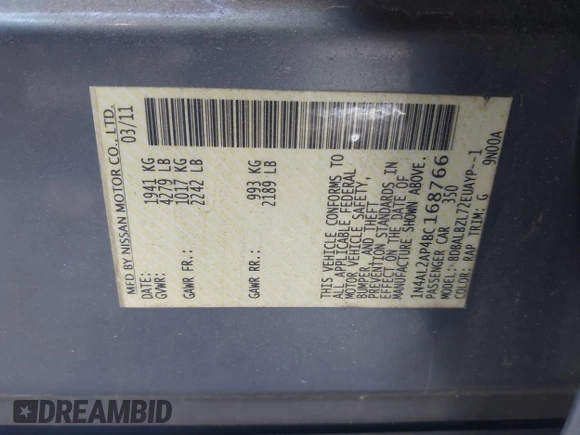 MFD.BY NISSAN MOTOR CO., LTD.
03/11
DATE:
GVWR: 1941 KG
4279 LB
GAWR FR.: 1017 KG
2242 LB
GAWR RR.: 993 KG
2189 LB
THIS VEHICLE CONFORMS TO
ALL APPLICABLE FEDERAL
MOTOR VEHICLE SAFETY,
BUMPER, AND THEFT
PREVENTION STANDARDS IN
EFFECT ON THE DATE OF
MANUFACTURE SHOWN ABOVE.
1N4AL2AP4BC168766
PASSENGER CAR 350
MODEL: BDBALBZL77EUAYP--1
COLOR: RAP TRIM: G 9N00A
DREAMBID